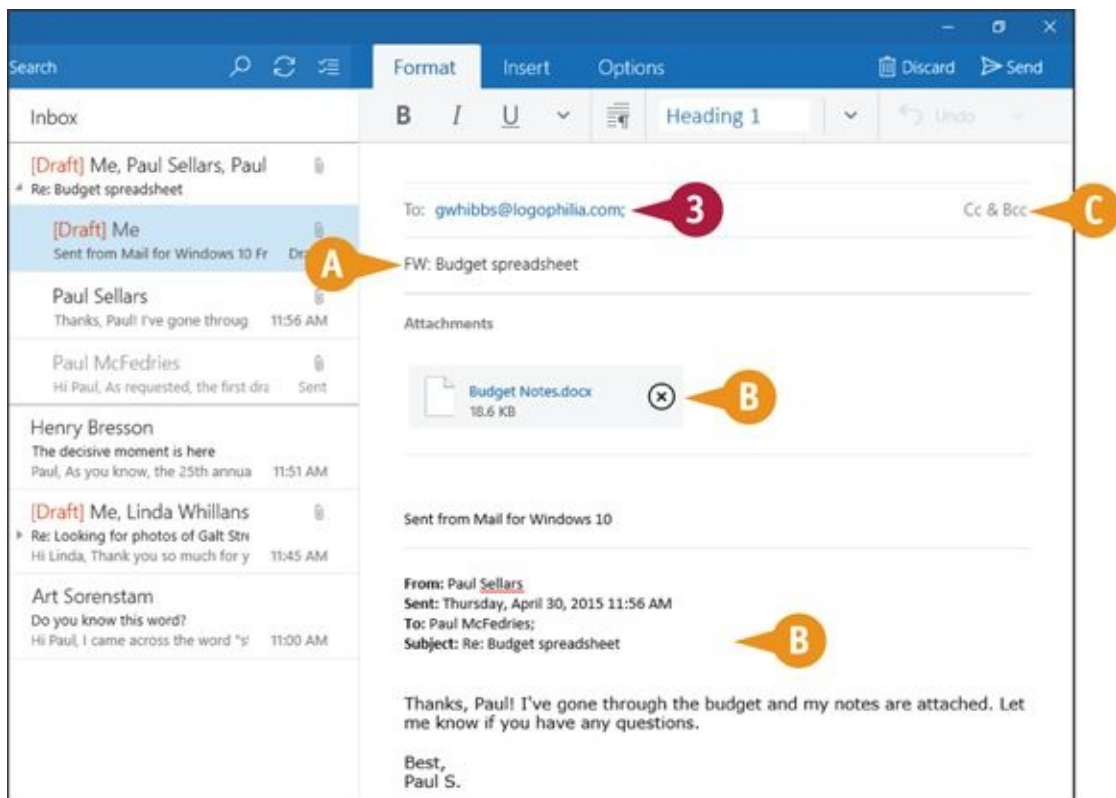 Search
Format Insert Options Discard Send
Inbox
B I U Heading 1 Undo
[Draft] Me, Paul Sellars, Paul
Re: Budget spreadsheet
[Draft] Me
Sent from Mail for Windows 10 Fr
Paul Sellars
Thanks, Paul! I've gone throug 11:56 AM
Paul McFedries
Hi Paul, As requested, the first dra Sent
Henry Bresson
The decisive moment is here
Paul, As you know, the 25th annua 11:51 AM
[Draft] Me, Linda Whillans
Re: Looking for photos of Galt Stre
Hi Linda, Thank you so much for y 11:45 AM
Art Sorenstam
Do you know this word?
Hi Paul, I came across the word "s 11:00 AM
To: gwhibbs@logophilia.com; 3 Cc & Bcc C
A FW: Budget spreadsheet
Attachments
Budget Notes.docx B
18.6 KB
Sent from Mail for Windows 10
From: Paul Sellars
Sent: Thursday, April 30, 2015 11:56 AM
To: Paul McFedries;
Subject: Re: Budget spreadsheet B
Thanks, Paul! I've gone through the budget and my notes are attached. Let
me know if you have any questions.
Best,
Paul S.